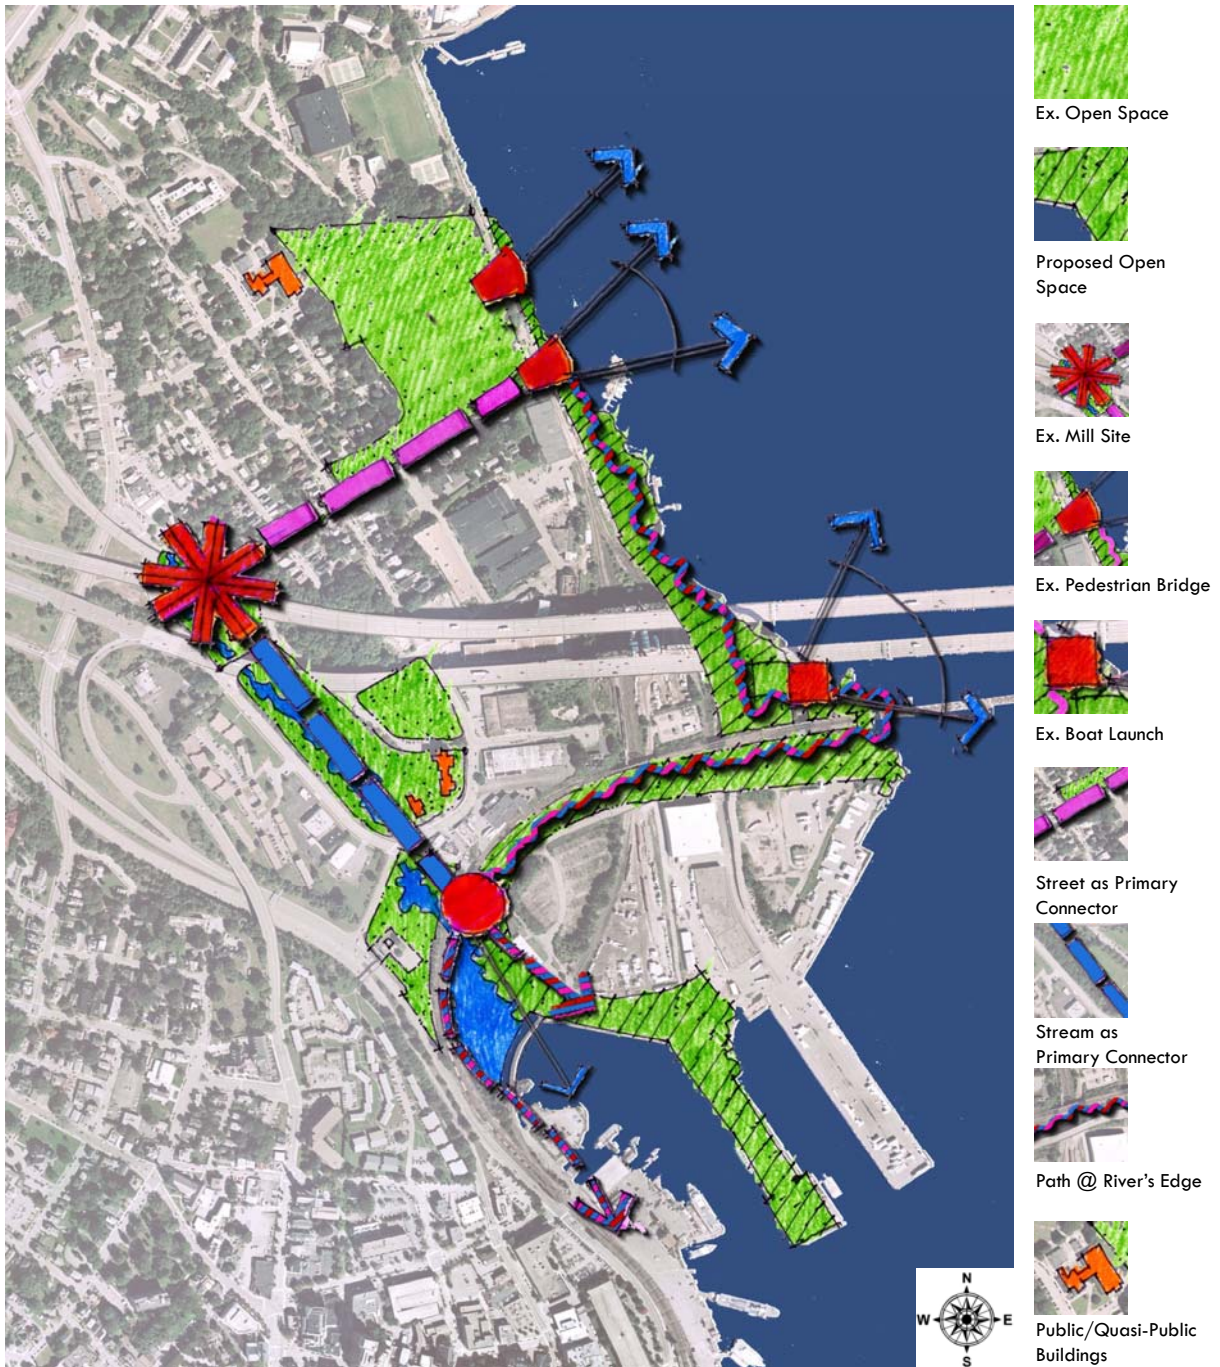 Ex. Open Space
Proposed Open
Space
Ex. Mill Site
Ex. Pedestrian Bridge
Ex. Boat Launch
Street as Primary
Connector
Stream as
Primary Connector
Path @ River's Edge
Public/Quasi-Public
Buildings
N
W E
S